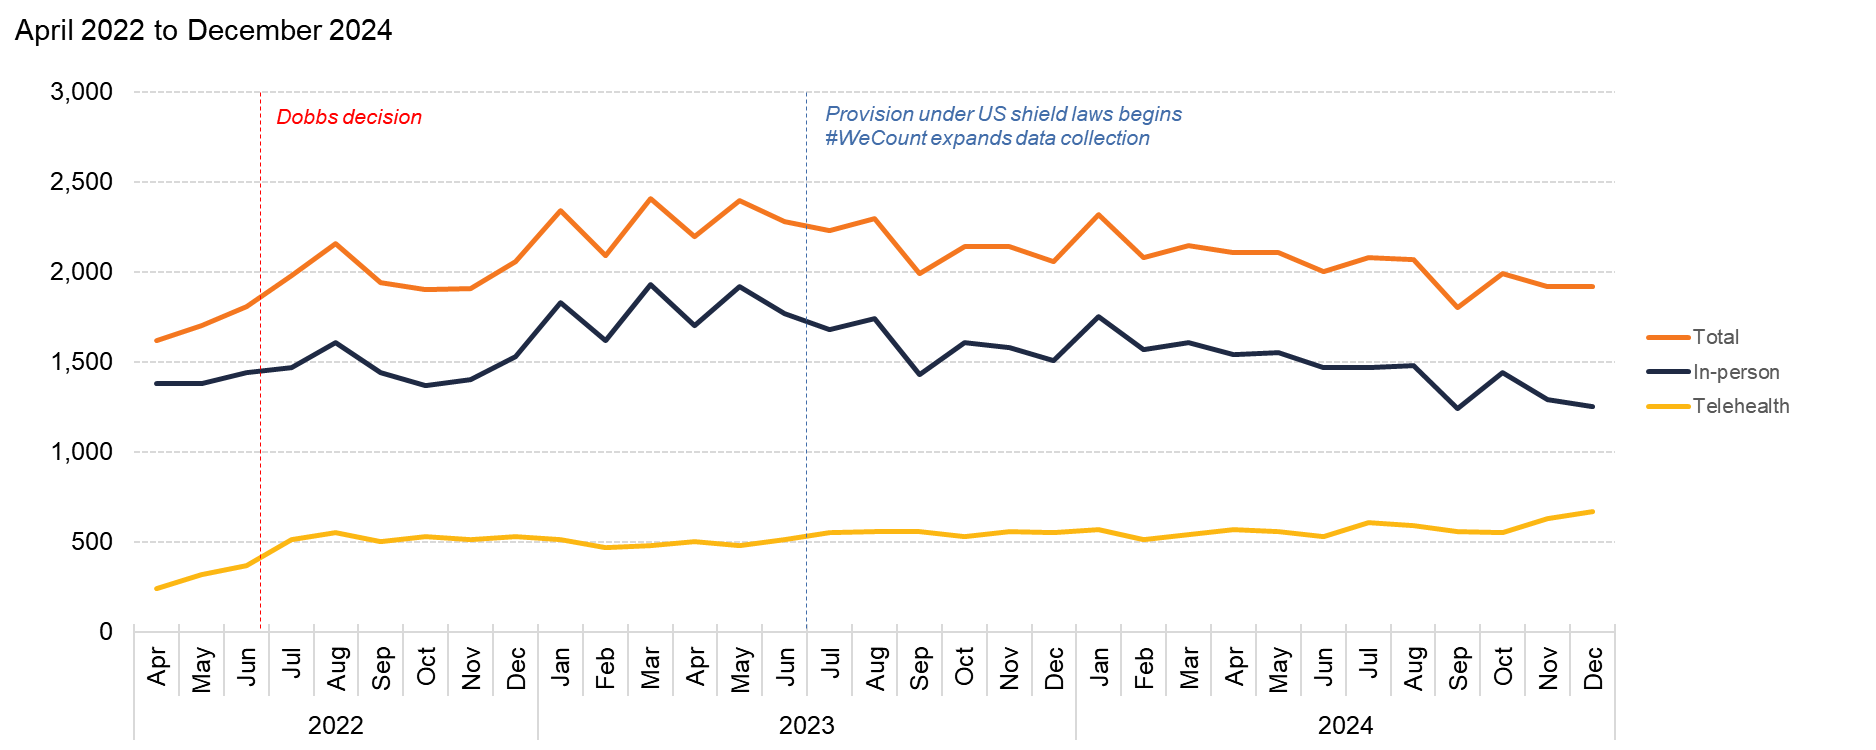 April 2022 to December 2024
3,000
2,500
2,000
1,500
1,000
500
0
Dobbs decision
Provision under US shield laws begins
#WeCount expands data collection
Total
In-person
Telehealth
Apr May Jun Jul Aug Sep Oct Nov Dec Jan Feb Mar Apr May Jun Jul Aug Sep Oct Nov Dec Jan Feb Mar Apr May Jun Jul Aug Sep Oct Nov Dec
2022 2023 2024